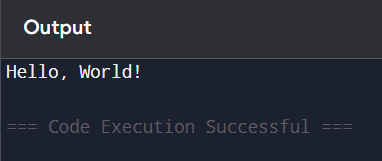 Output
Hello, World!
=== Code Execution Successful ===